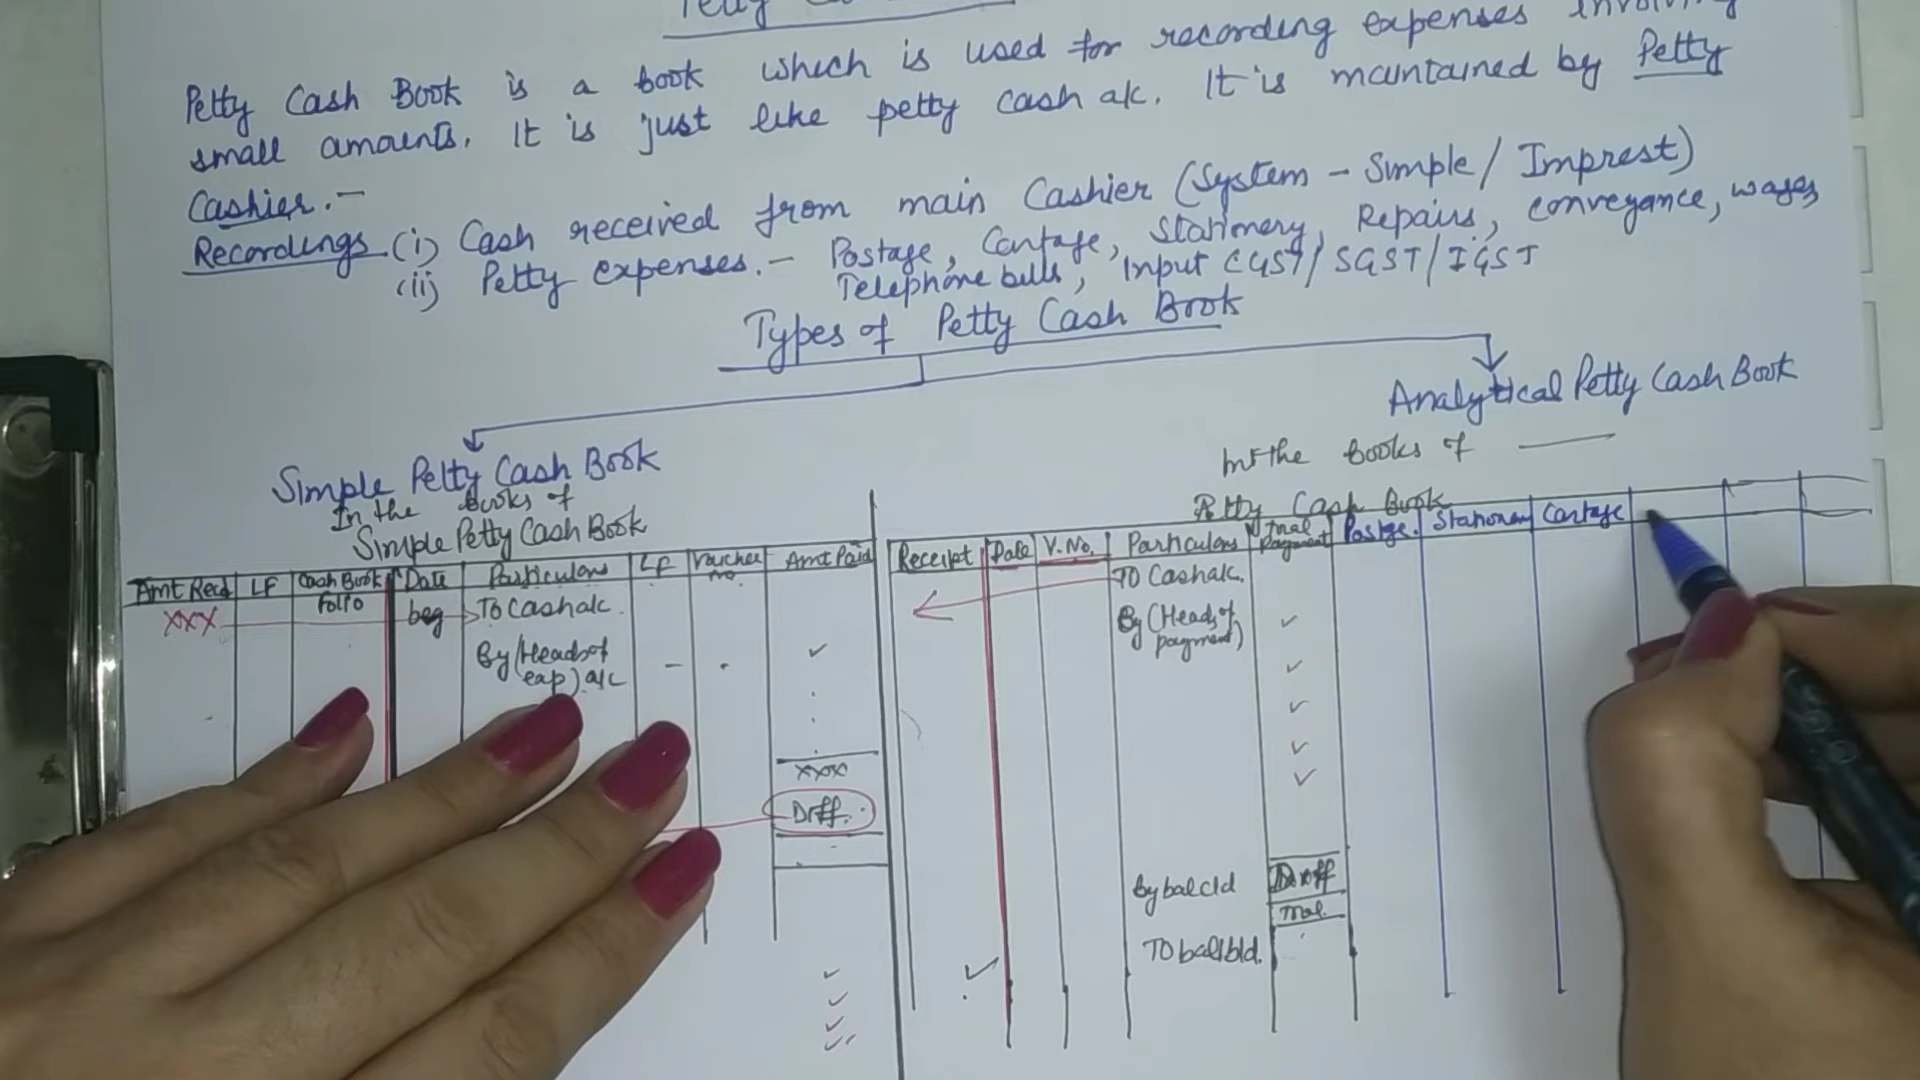 Petty
Petty Cash Book is a book which is used for recording expenses involving
small amounts. It is just like petty cash a/c. It is maintained by Petty
Cashier. -
Recordings (i) Cash received from main Cashier (System - Simple / Imprest)
(ii) Petty expenses. - Postage, Cartage, Stationery, Repairs, conveyance, wages,
Telephone bills, Input CGST / SGST / IGST
Types of Petty Cash Book
Simple Petty Cash Book
In the books of
Simple Petty Cash Book
Amt Recd LF Cash Book Folio Date Particulars LF Voucher no Amt Paid
xxx beg To Cash a/c
By (Heads of exp) a/c - .
xxx
Diff.
Analytical Petty Cash Book
In the books of
Petty Cash Book
Receipt Date V. No. Particulars Total Payment Postge. Stationery Cartage
To Cash a/c.
By (Heads of payment)
By bal c/d Diff
Total
To bal b/d.